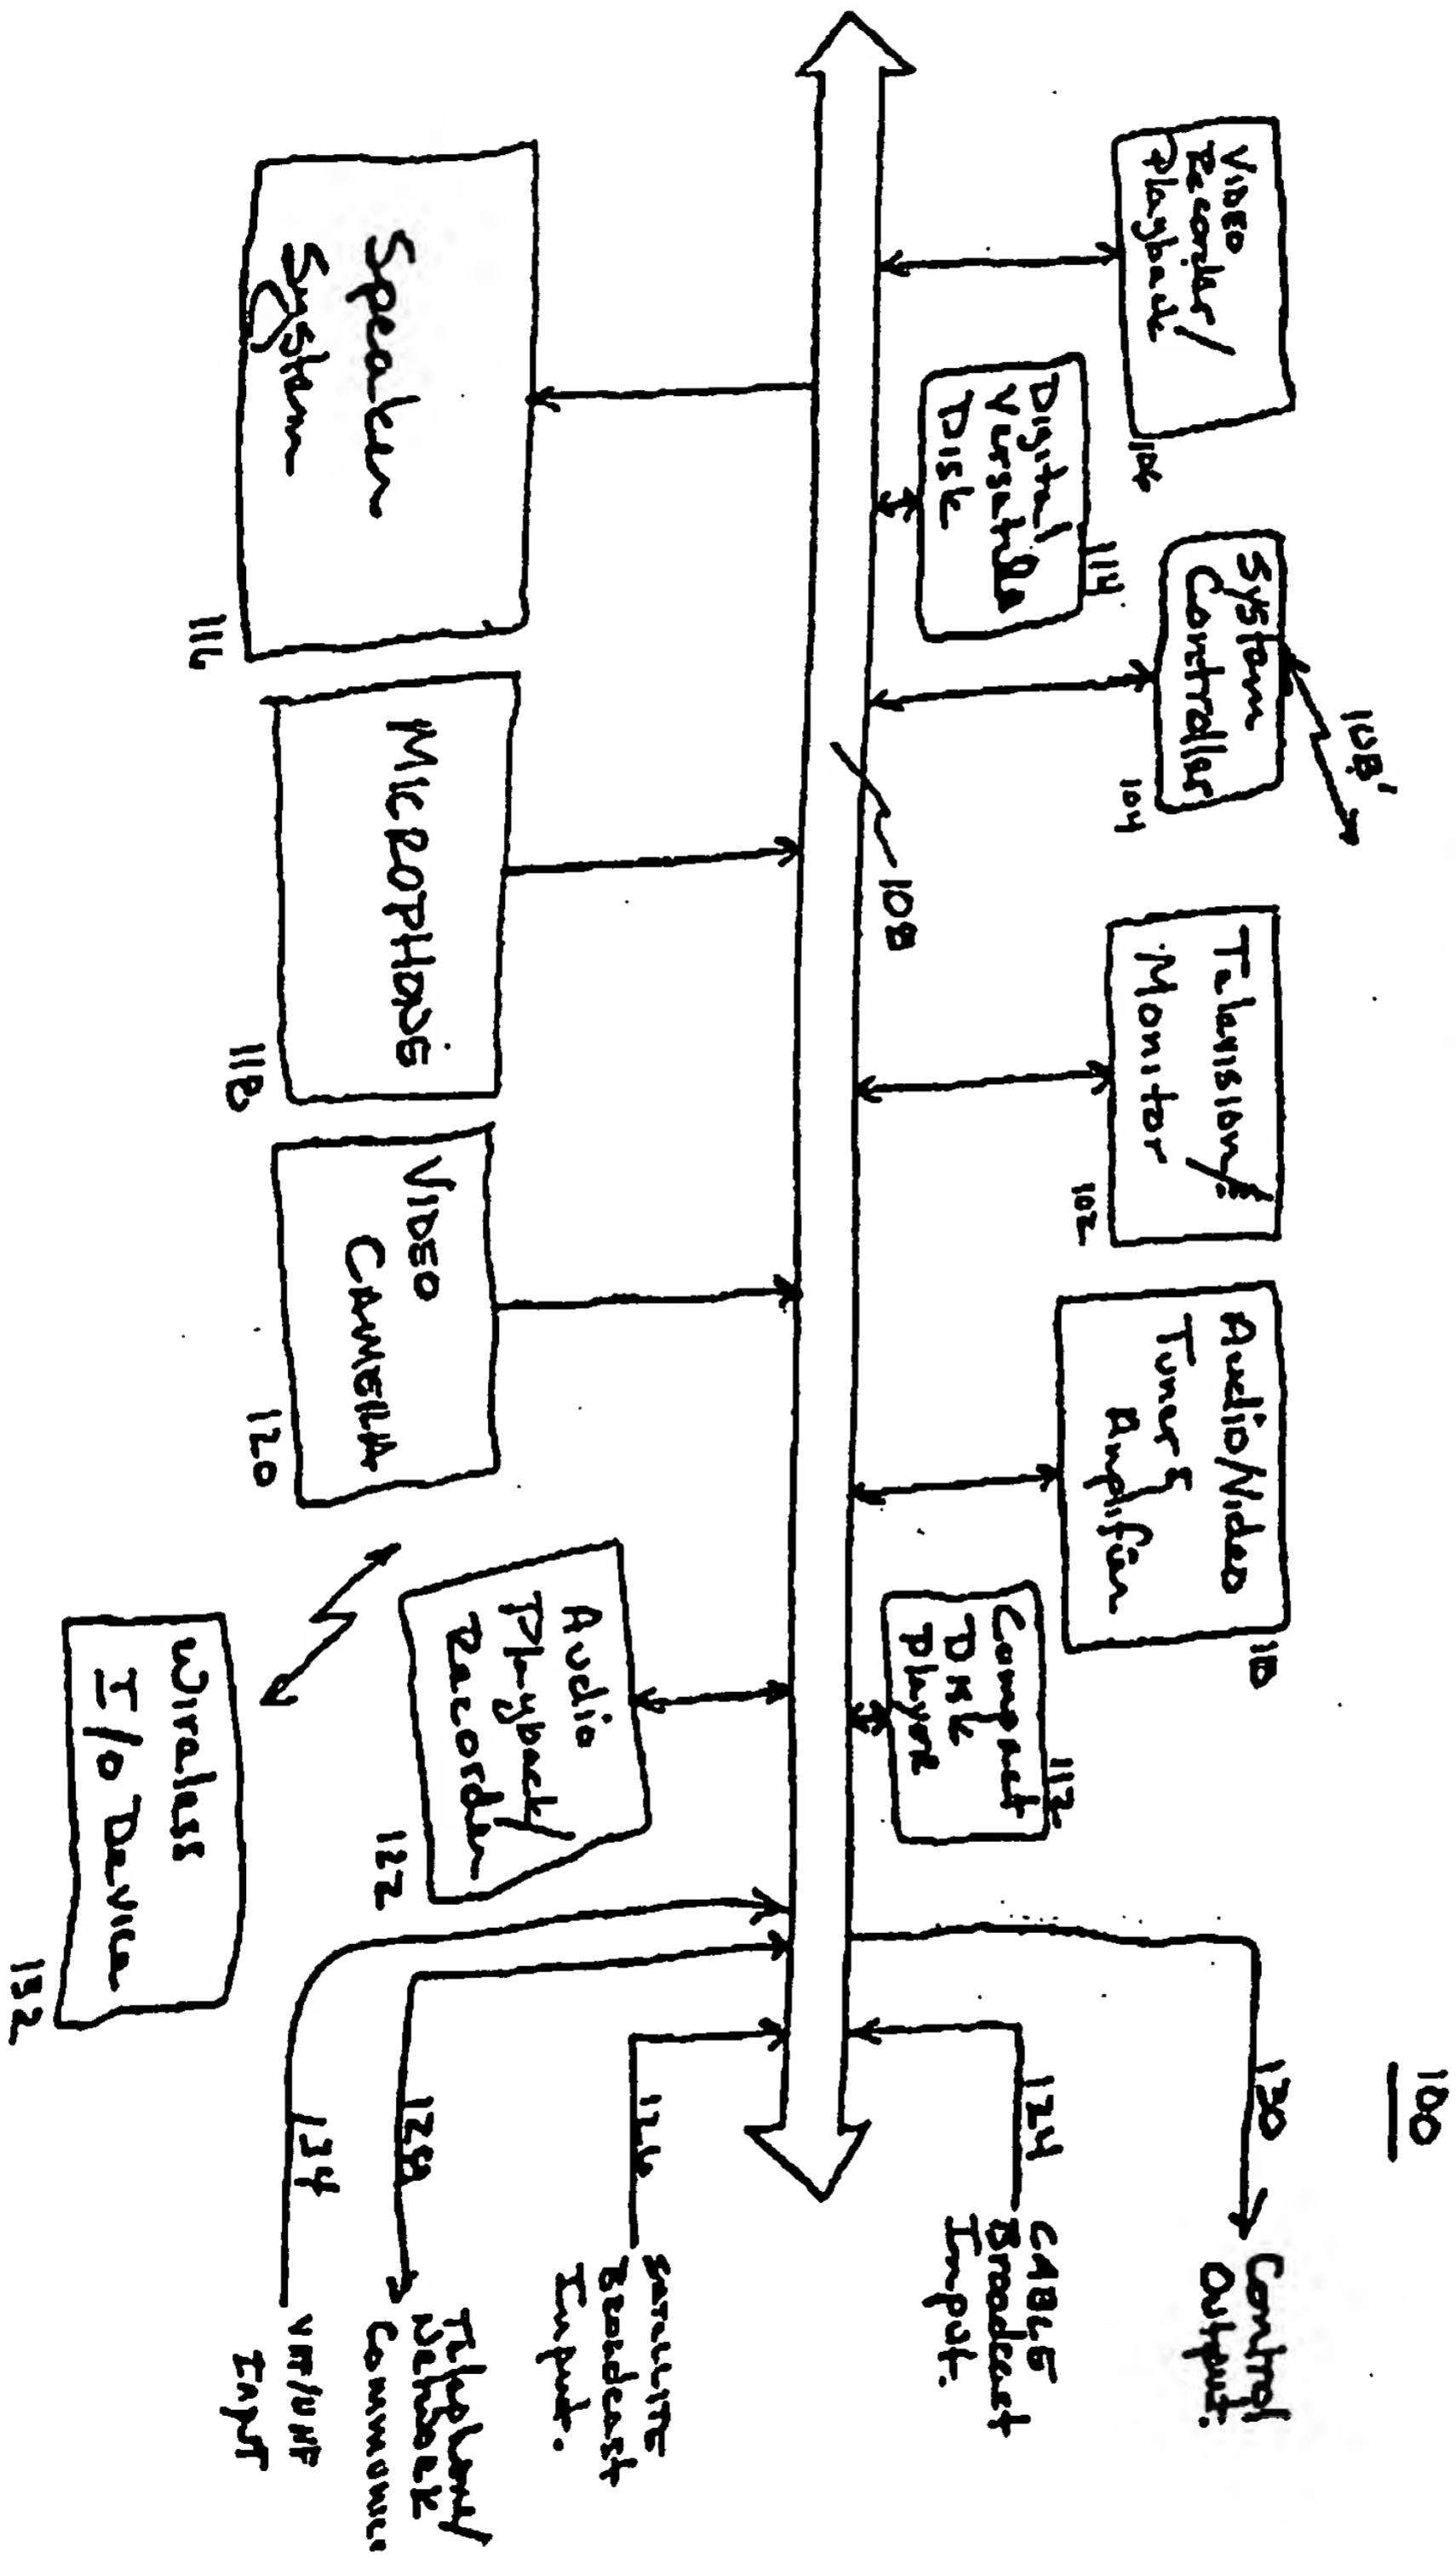 100
Video
Recorder/
Playback
106
System
Controller
104
108'
Television/
Monitor
102
Audio/Video
Tuner &
Amplifier
110
Digital
Versatile
Disk
114
Compact
Disk
Player
112
108
130
Control
Output.
124
CABLE
Broadcast
Input.
126
SATELLITE
Broadcast
Input.
128
Telephone/
Network
Communic
134
VHF/UHF
Input
Speaker
System
116
MICROPHONE
118
VIDEO
CAMERA
120
Audio
Playback/
Recorder
122
Wireless
I/O Device
132